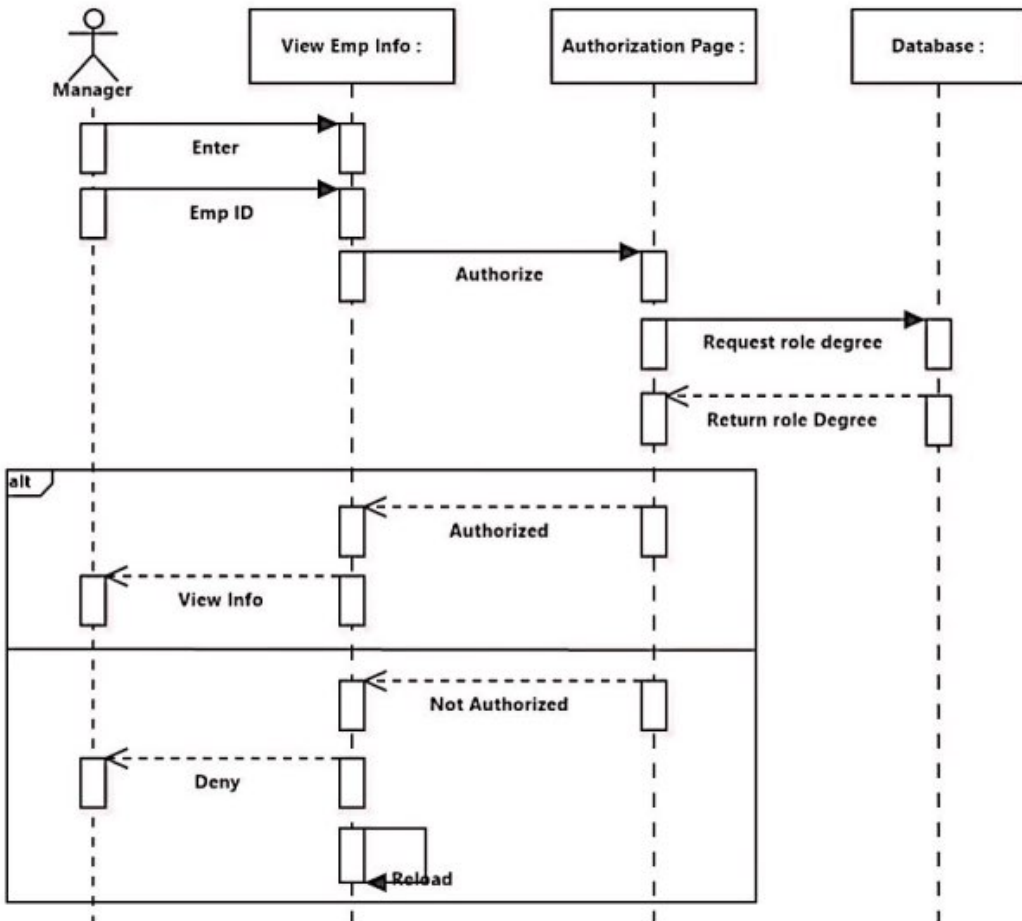 View Emp Info :
Authorization Page :
Database :
Manager
Enter
Emp ID
Authorize
Request role degree
Return role Degree
alt
Authorized
View Info
Not Authorized
Deny
Reload